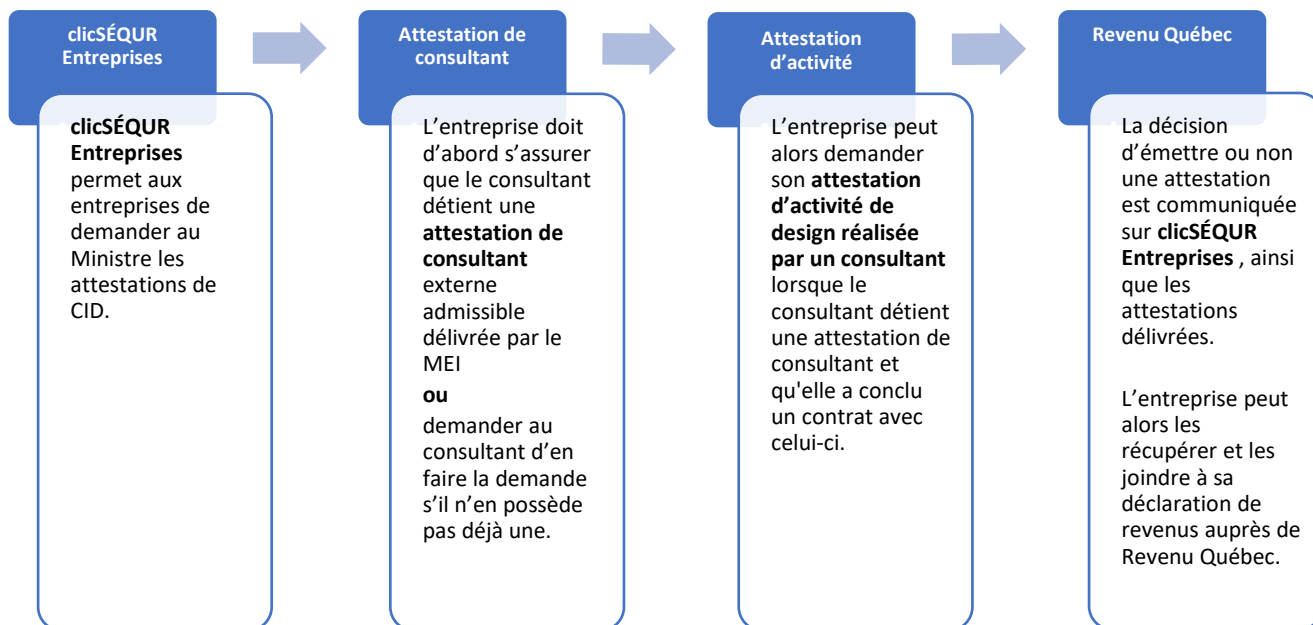 clicSÉQUR
Entreprises
clicSÉQUR
Entreprises
permet aux
entreprises de
demander au
Ministre les
attestations de
CID.
Attestation de
consultant
L’entreprise doit
d’abord s’assurer
que le consultant
détient une
attestation de
consultant
externe
admissible
délivrée par le
MEI
ou
demander au
consultant d’en
faire la demande
s’il n’en possède
pas déjà une.
Attestation
d’activité
L’entreprise peut
alors demander
son attestation
d’activité de
design réalisée
par un consultant
lorsque le
consultant détient
une attestation de
consultant et
qu'elle a conclu
un contrat avec
celui-ci.
Revenu Québec
La décision
d’émettre ou non
une attestation
est communiquée
sur clicSÉQUR
Entreprises , ainsi
que les
attestations
délivrées.
L’entreprise peut
alors les
récupérer et les
joindre à sa
déclaration de
revenus auprès de
Revenu Québec.